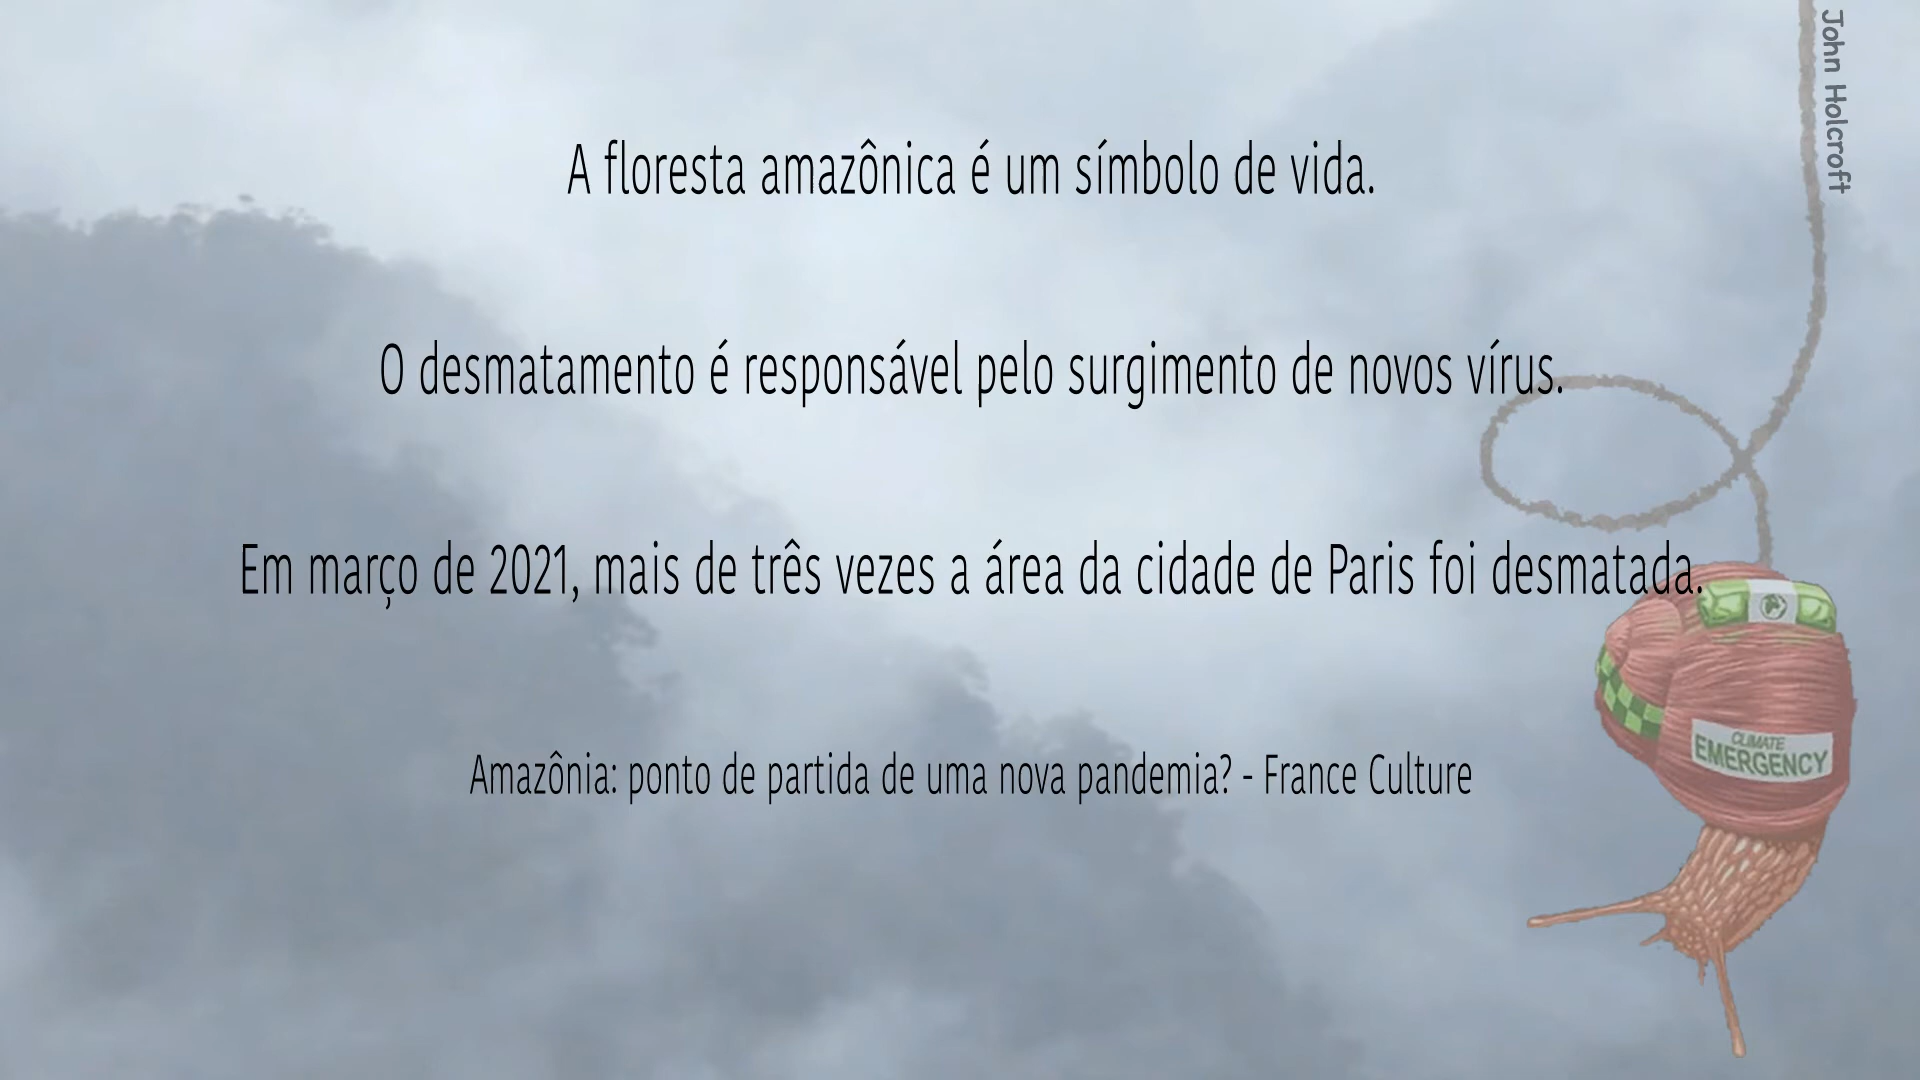 John Holcroft
A floresta amazônica é um símbolo de vida.
O desmatamento é responsável pelo surgimento de novos vírus.
Em março de 2021, mais de três vezes a área da cidade de Paris foi desmatada.
CLIMATE
EMERGENCY
Amazônia: ponto de partida de uma nova pandemia? - France Culture